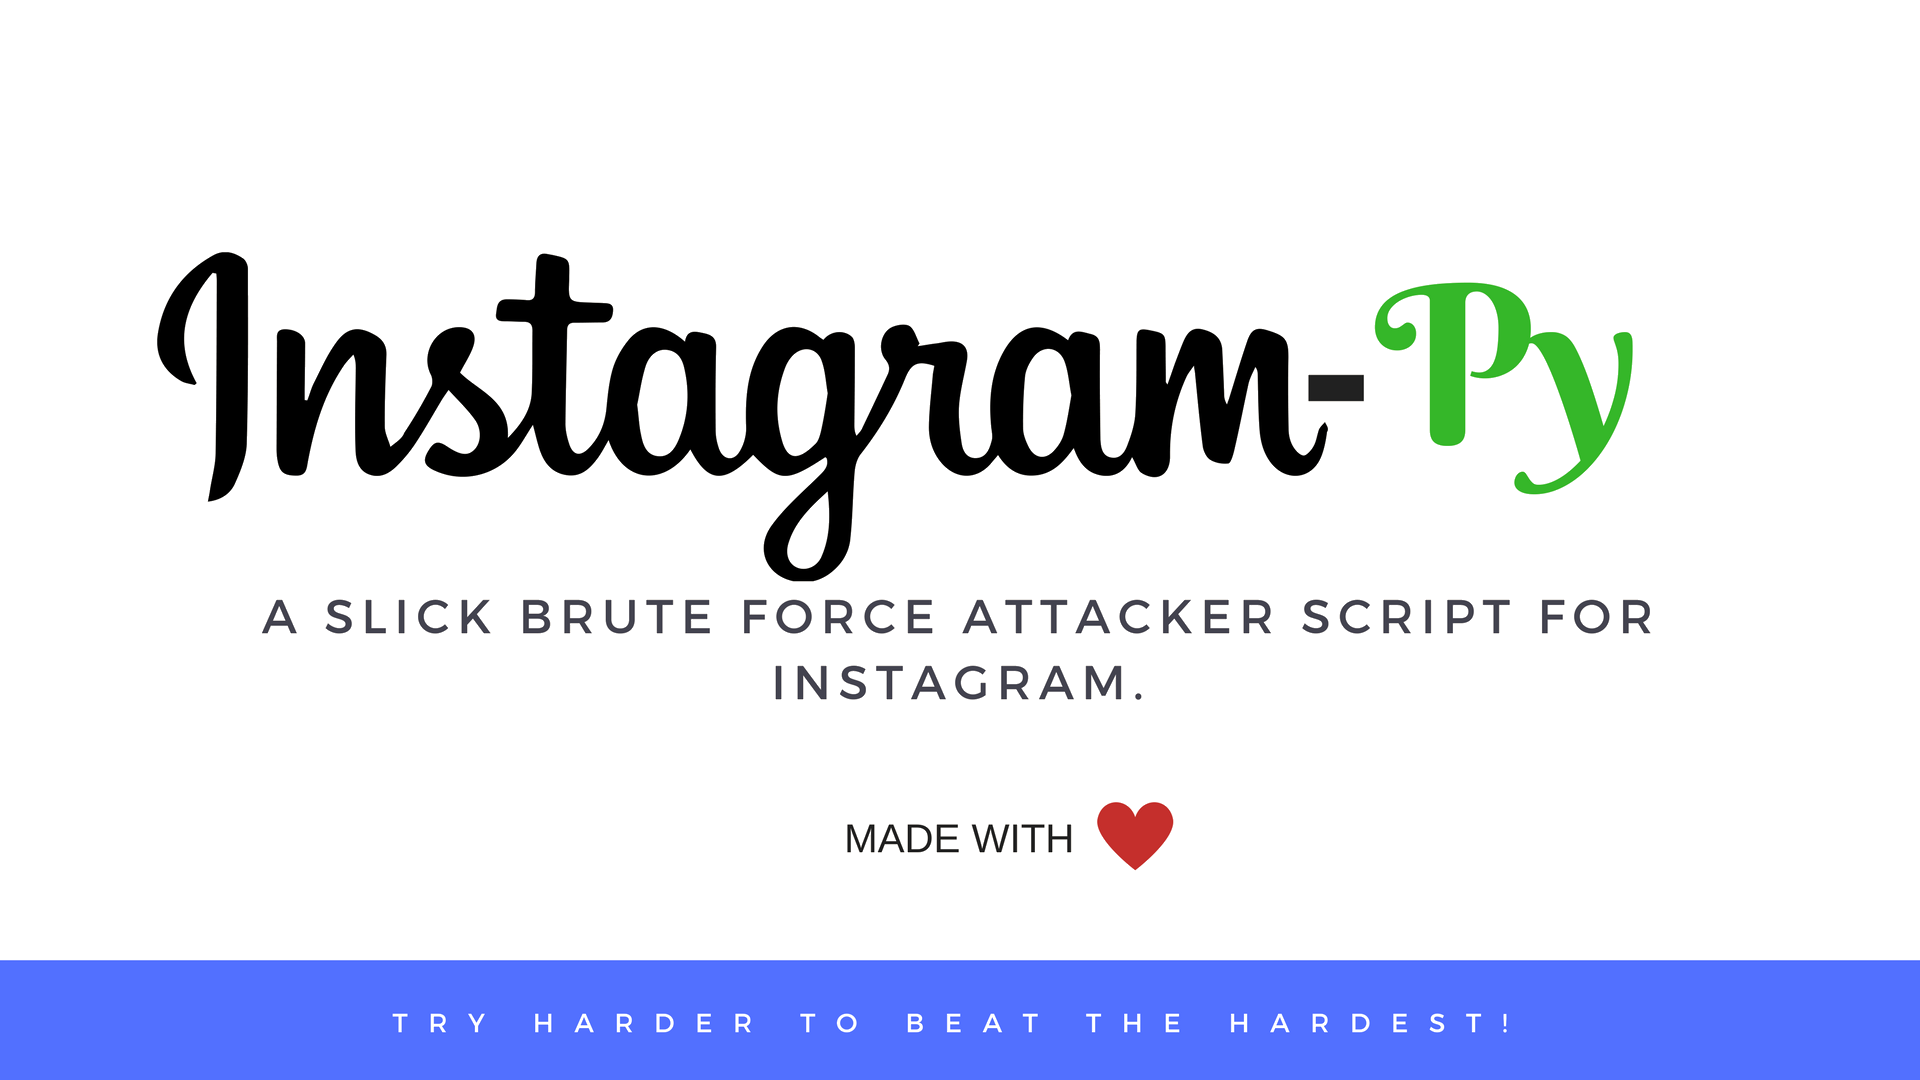 Instagram-Py
A SLICK BRUTE FORCE ATTACKER SCRIPT FOR
INSTAGRAM.
MADE WITH
TRY HARDER TO BEAT THE HARDEST!